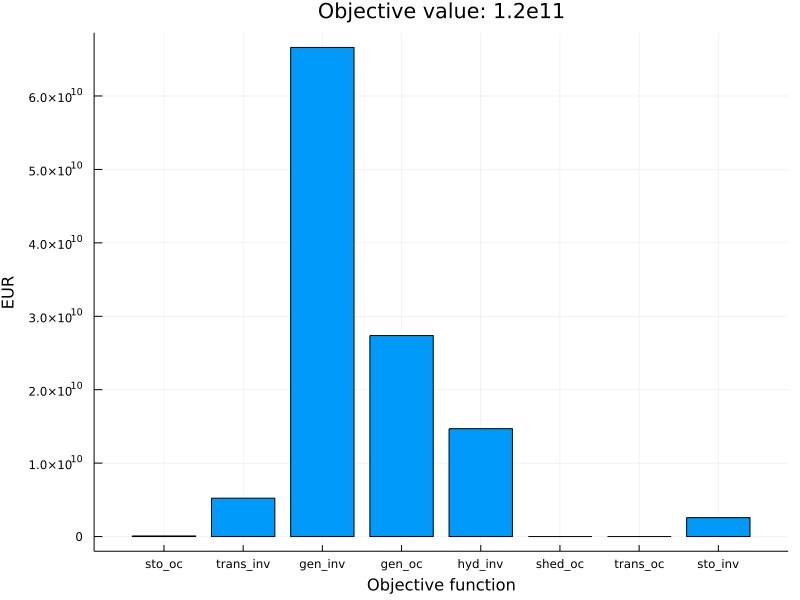 Objective value: 1.2e11
EUR
6.0×10¹⁰
5.0×10¹⁰
4.0×10¹⁰
3.0×10¹⁰
2.0×10¹⁰
1.0×10¹⁰
0
sto_oc trans_inv gen_inv gen_oc hyd_inv shed_oc trans_oc sto_inv
Objective function